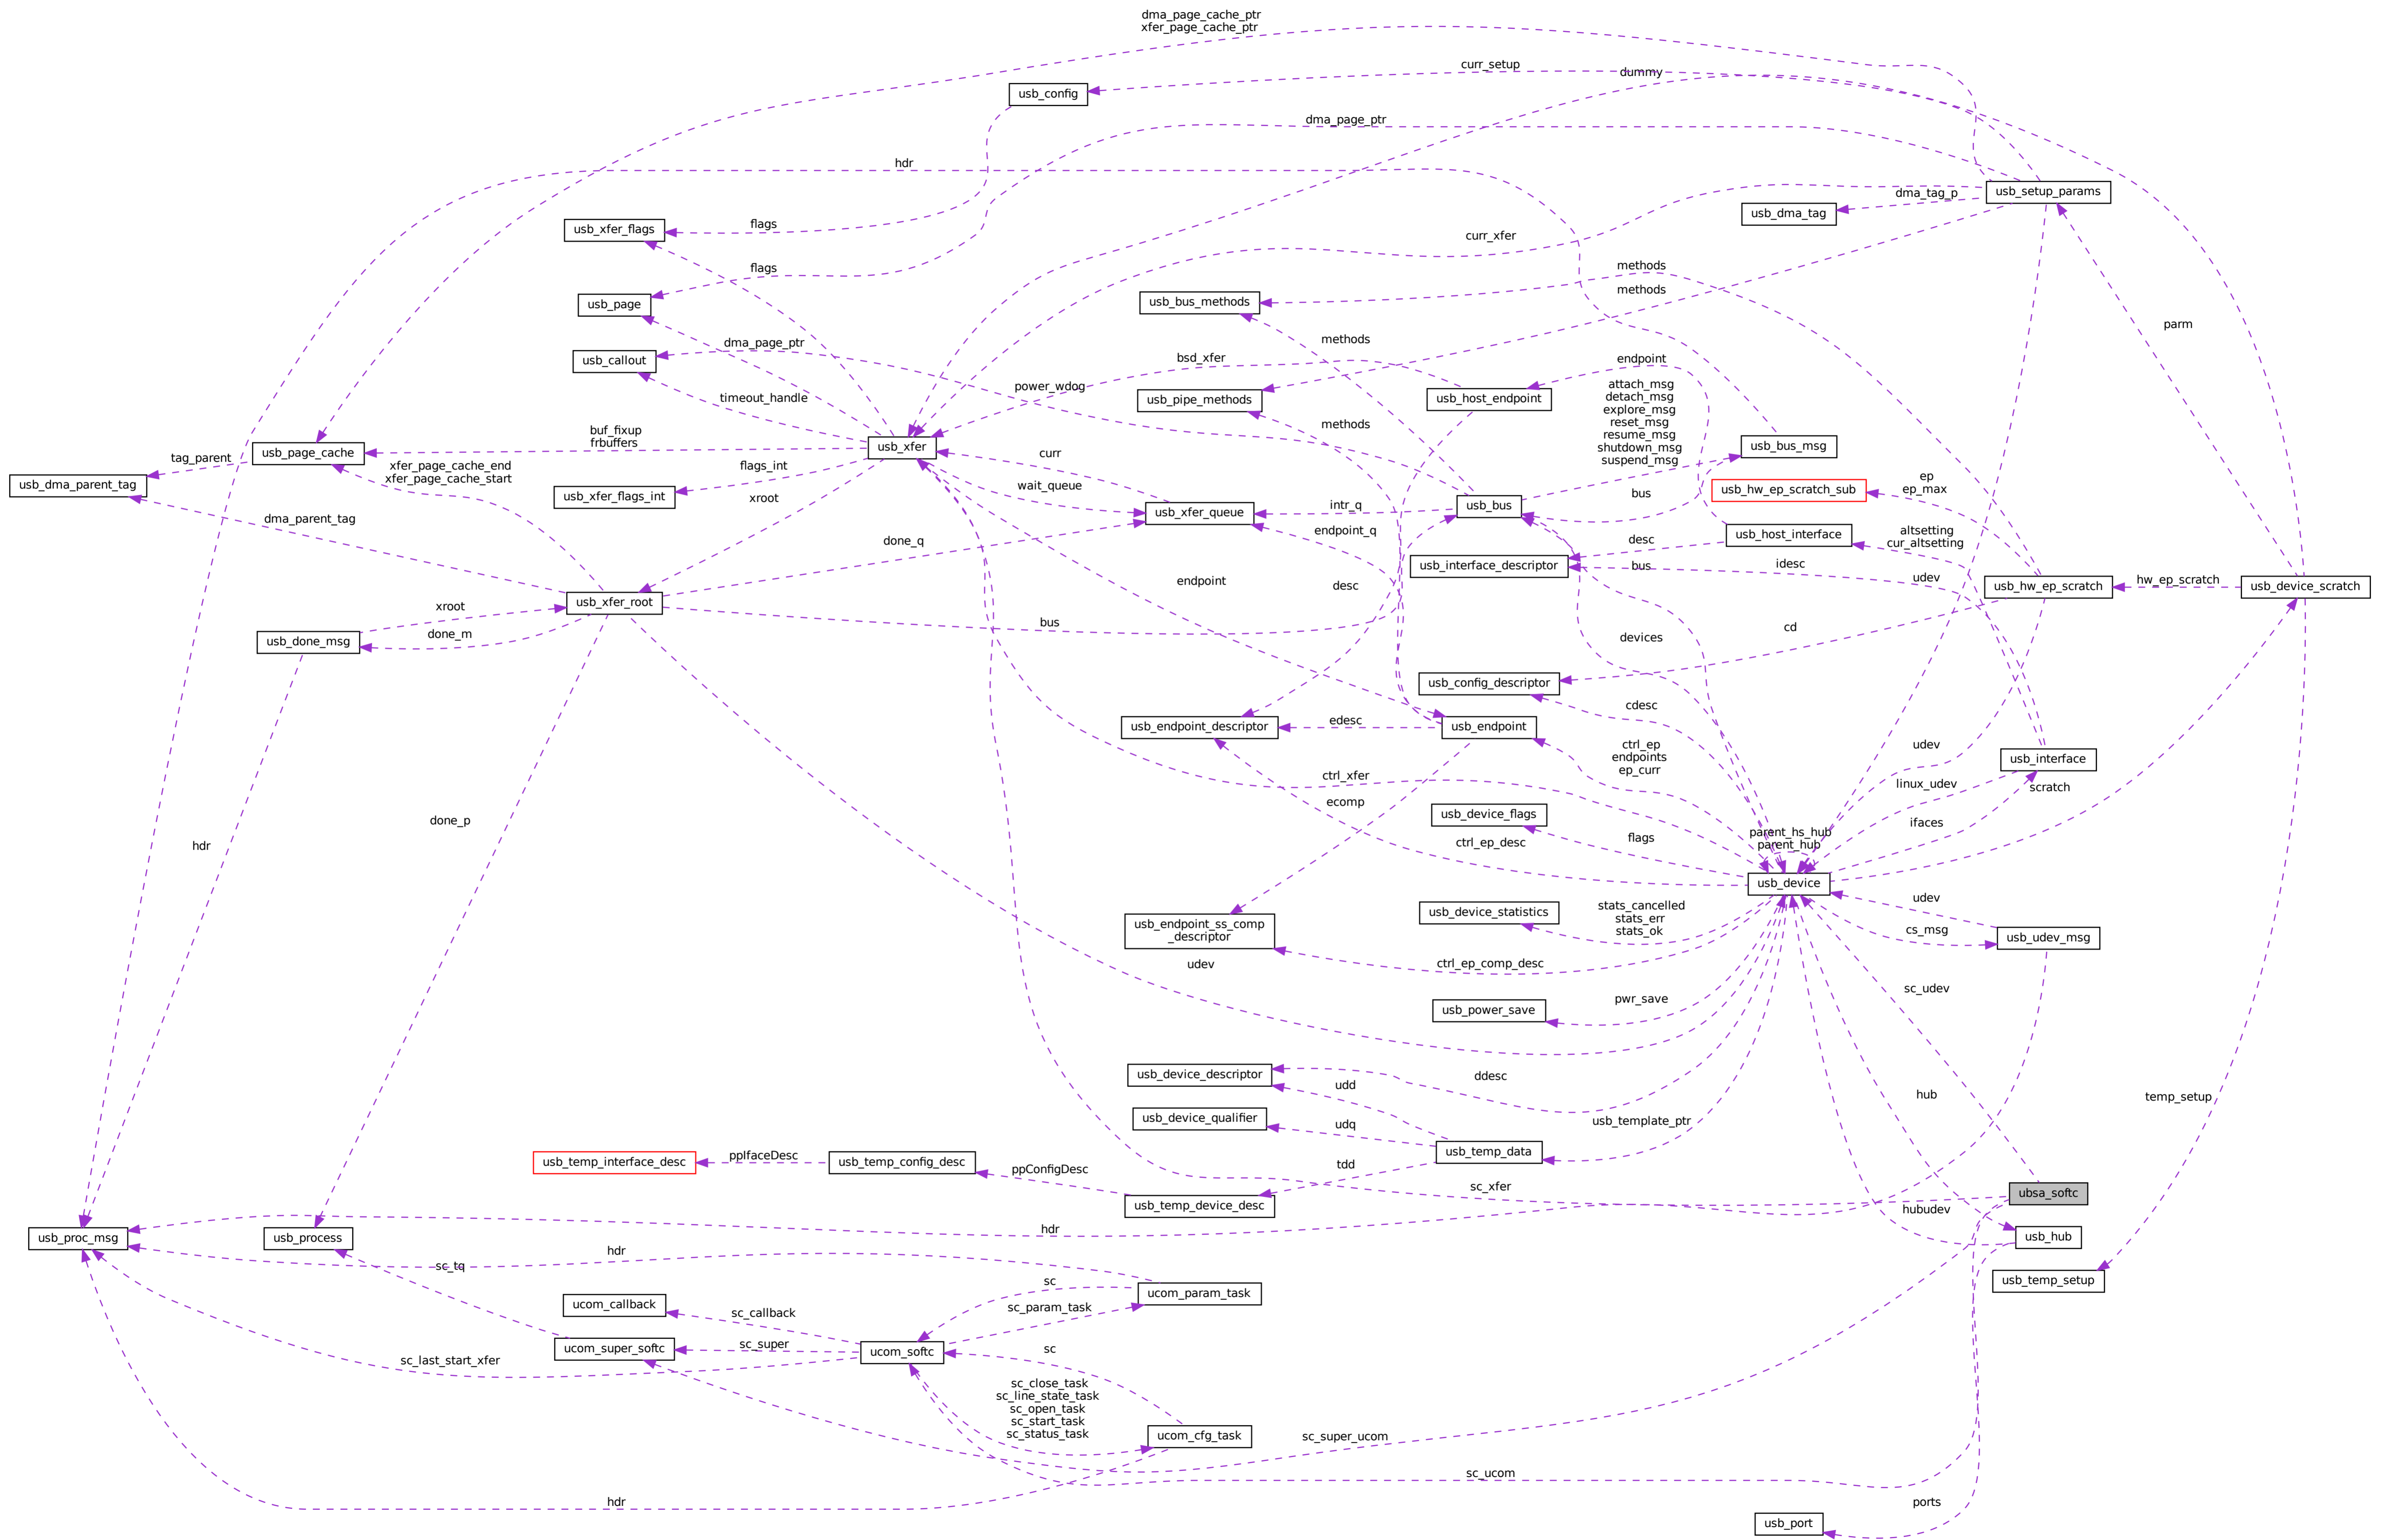 dma_page_cache_ptr
xfer_page_cache_ptr
curr_setup
dummy
usb_config
dma_page_ptr
hdr
usb_setup_params
dma_tag_p
usb_dma_tag
flags
usb_xfer_flags
curr_xfer
flags
methods
methods
usb_page
usb_bus_methods
parm
dma_page_ptr
methods
usb_callout
bsd_xfer
endpoint
power_wdog
attach_msg
detach_msg
explore_msg
reset_msg
resume_msg
shutdown_msg
suspend_msg
timeout_handle
usb_pipe_methods
usb_host_endpoint
buf_fixup
frbuffers
methods
usb_xfer
usb_bus_msg
usb_page_cache
tag_parent
curr
xfer_page_cache_end
xfer_page_cache_start
flags_int
usb_dma_parent_tag
wait_queue
ep
ep_max
usb_hw_ep_scratch_sub
usb_xfer_flags_int
xroot
bus
intr_q
usb_bus
usb_xfer_queue
dma_parent_tag
endpoint_q
altsetting
cur_altsetting
usb_host_interface
done_q
desc
usb_interface_descriptor
bus
idesc
endpoint
desc
udev
hw_ep_scratch
usb_hw_ep_scratch
usb_device_scratch
usb_xfer_root
xroot
done_m
usb_done_msg
bus
cd
devices
usb_config_descriptor
cdesc
edesc
usb_endpoint_descriptor
usb_endpoint
ctrl_ep
endpoints
ep_curr
udev
usb_interface
ctrl_xfer
linux_udev
scratch
ecomp
usb_device_flags
done_p
ifaces
parent_hs_hub
parent_hub
flags
ctrl_ep_desc
hdr
usb_device
stats_cancelled
stats_err
stats_ok
udev
usb_device_statistics
usb_endpoint_ss_comp
_descriptor
cs_msg
usb_udev_msg
udev
ctrl_ep_comp_desc
sc_udev
pwr_save
usb_power_save
usb_device_descriptor
ddesc
udd
hub
temp_setup
usb_device_qualifier
udq
usb_template_ptr
usb_temp_data
ppIfaceDesc
usb_temp_interface_desc
usb_temp_config_desc
ppConfigDesc
tdd
sc_xfer
ubsa_softc
usb_temp_device_desc
hubudev
hdr
usb_proc_msg
usb_process
usb_hub
hdr
sc_tq
usb_temp_setup
sc
ucom_param_task
ucom_callback
sc_callback
sc_param_task
ucom_super_softc
sc_super
ucom_softc
sc
sc_last_start_xfer
sc_close_task
sc_line_state_task
sc_open_task
sc_start_task
sc_status_task
ucom_cfg_task
sc_super_ucom
sc_ucom
hdr
ports
usb_port